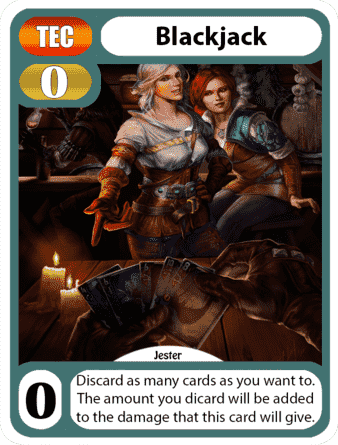 TEC
Blackjack
0
Jester
0
Discard as many cards as you want to.
The amount you dicard will be added
to the damage that this card will give.